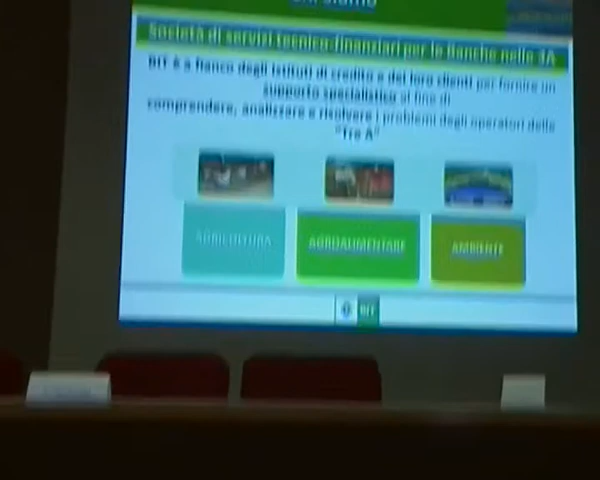 Chi siamo
Società di servizi tecnico-finanziari per le Banche nelle 3A
BIT è a fianco degli Istituti di credito e dei loro clienti per fornire un
supporto specialistico al fine di
comprendere, analizzare e risolvere i problemi degli operatori delle
"Tre A"
AGRICOLTURA AGROALIMENTARE AMBIENTE
BIT